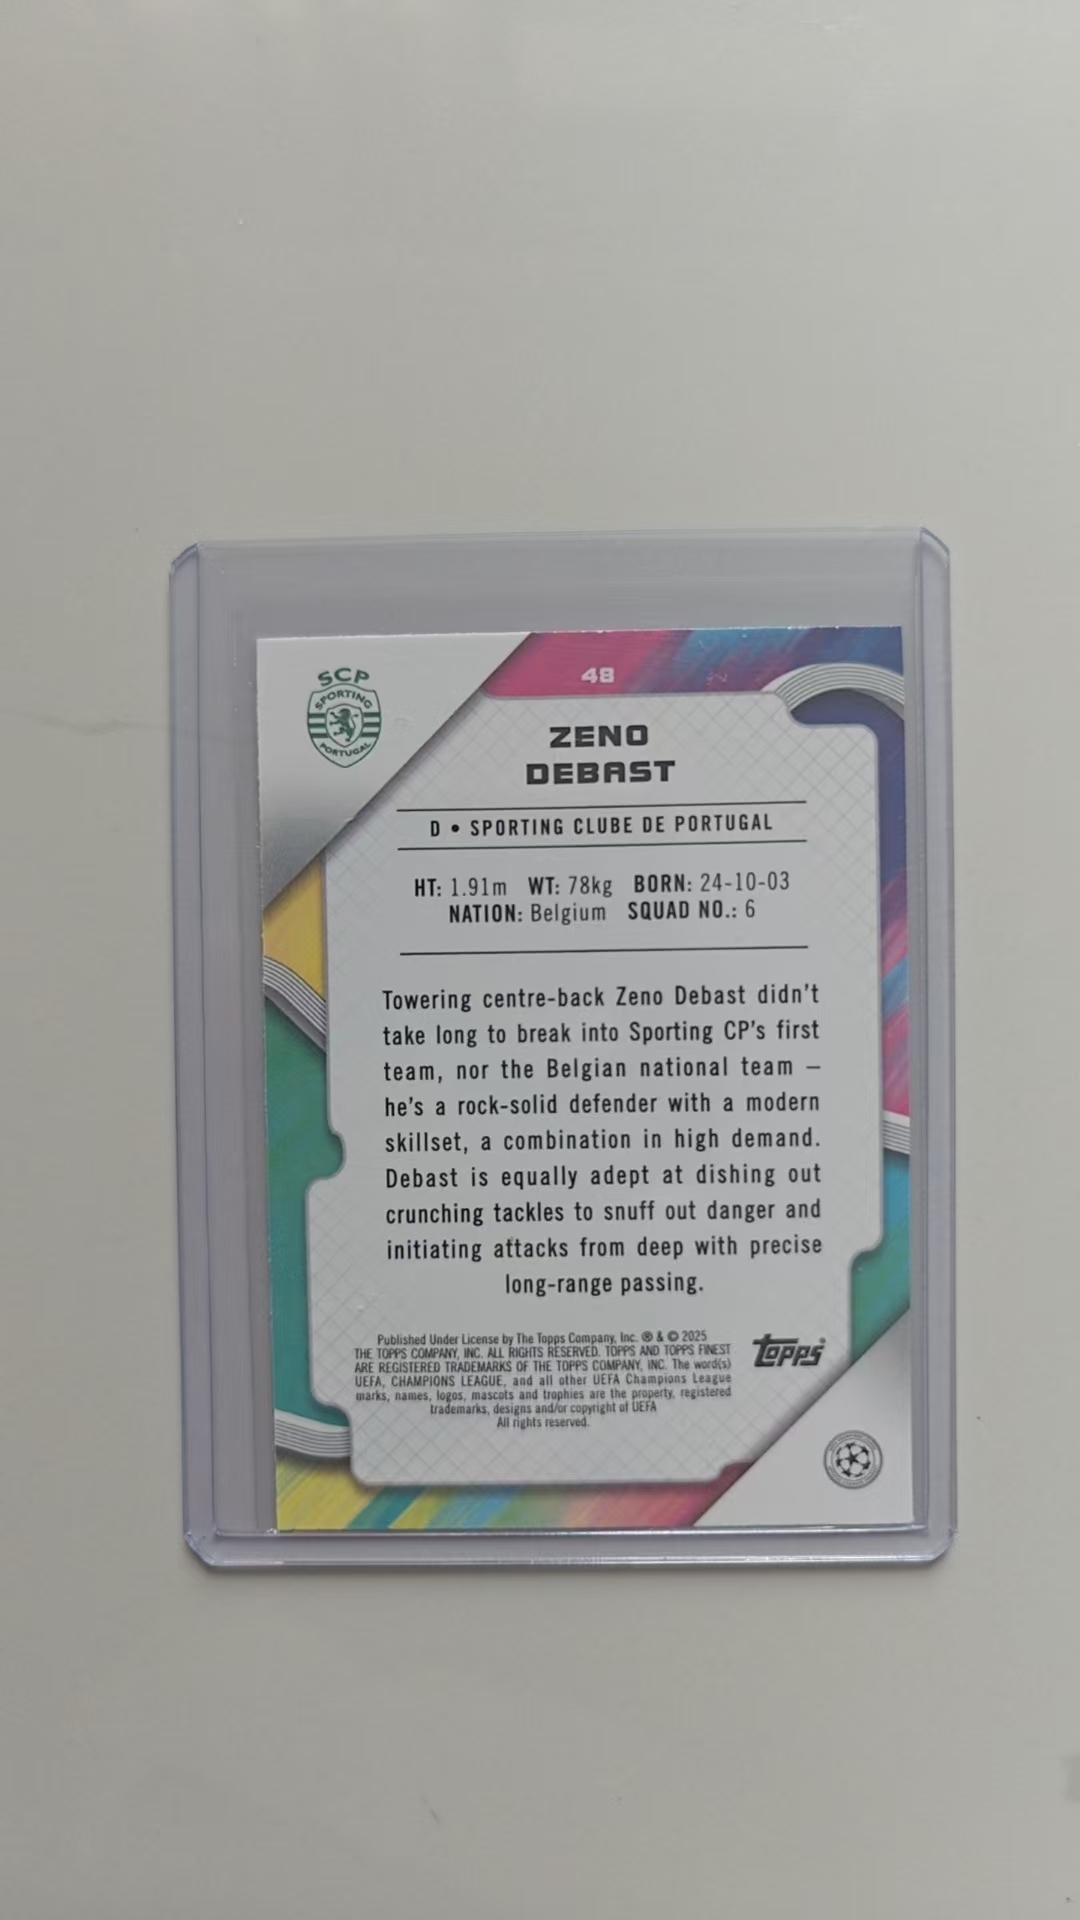 SCP
SPORTING
PORTUGAL
48
ZENO
DEBAST
D • SPORTING CLUBE DE PORTUGAL
HT: 1.91m WT: 78kg BORN: 24-10-03
NATION: Belgium SQUAD NO.: 6
Towering centre-back Zeno Debast didn't
take long to break into Sporting CP's first
team, nor the Belgian national team –
he's a rock-solid defender with a modern
skillset, a combination in high demand.
Debast is equally adept at dishing out
crunching tackles to snuff out danger and
initiating attacks from deep with precise
long-range passing.
Published Under License by The Topps Company, Inc. ® & © 2025
THE TOPPS COMPANY, INC. ALL RIGHTS RESERVED. TOPPS AND TOPPS FINEST
ARE REGISTERED TRADEMARKS OF THE TOPPS COMPANY, INC. The word(s)
UEFA, CHAMPIONS LEAGUE, and all other UEFA Champions League
marks, names, logos, mascots and trophies are the property, registered
trademarks, designs and/or copyright of UEFA
All rights reserved.
Topps®